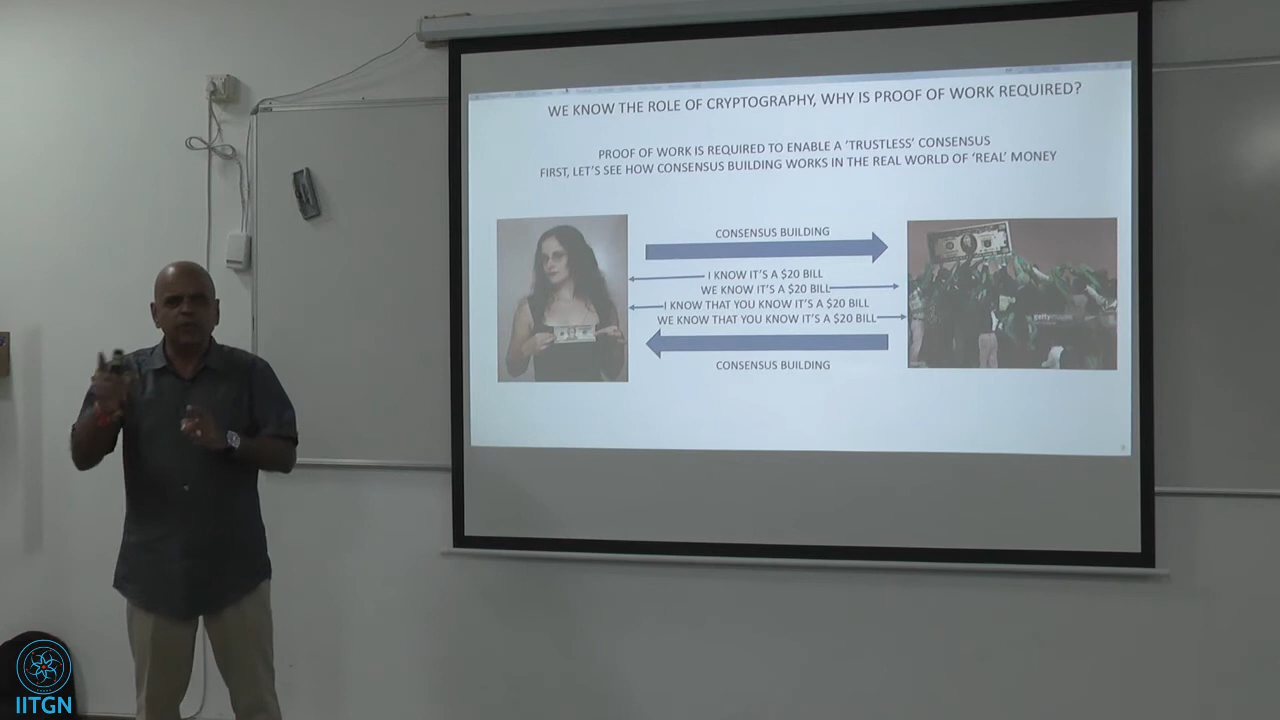 WE KNOW THE ROLE OF CRYPTOGRAPHY, WHY IS PROOF OF WORK REQUIRED?
PROOF OF WORK IS REQUIRED TO ENABLE A ‘TRUSTLESS’ CONSENSUS
FIRST, LET’S SEE HOW CONSENSUS BUILDING WORKS IN THE REAL WORLD OF ‘REAL’ MONEY
CONSENSUS BUILDING
I KNOW IT’S A $20 BILL
WE KNOW IT’S A $20 BILL
I KNOW THAT YOU KNOW IT’S A $20 BILL
WE KNOW THAT YOU KNOW IT’S A $20 BILL
CONSENSUS BUILDING
IITGN